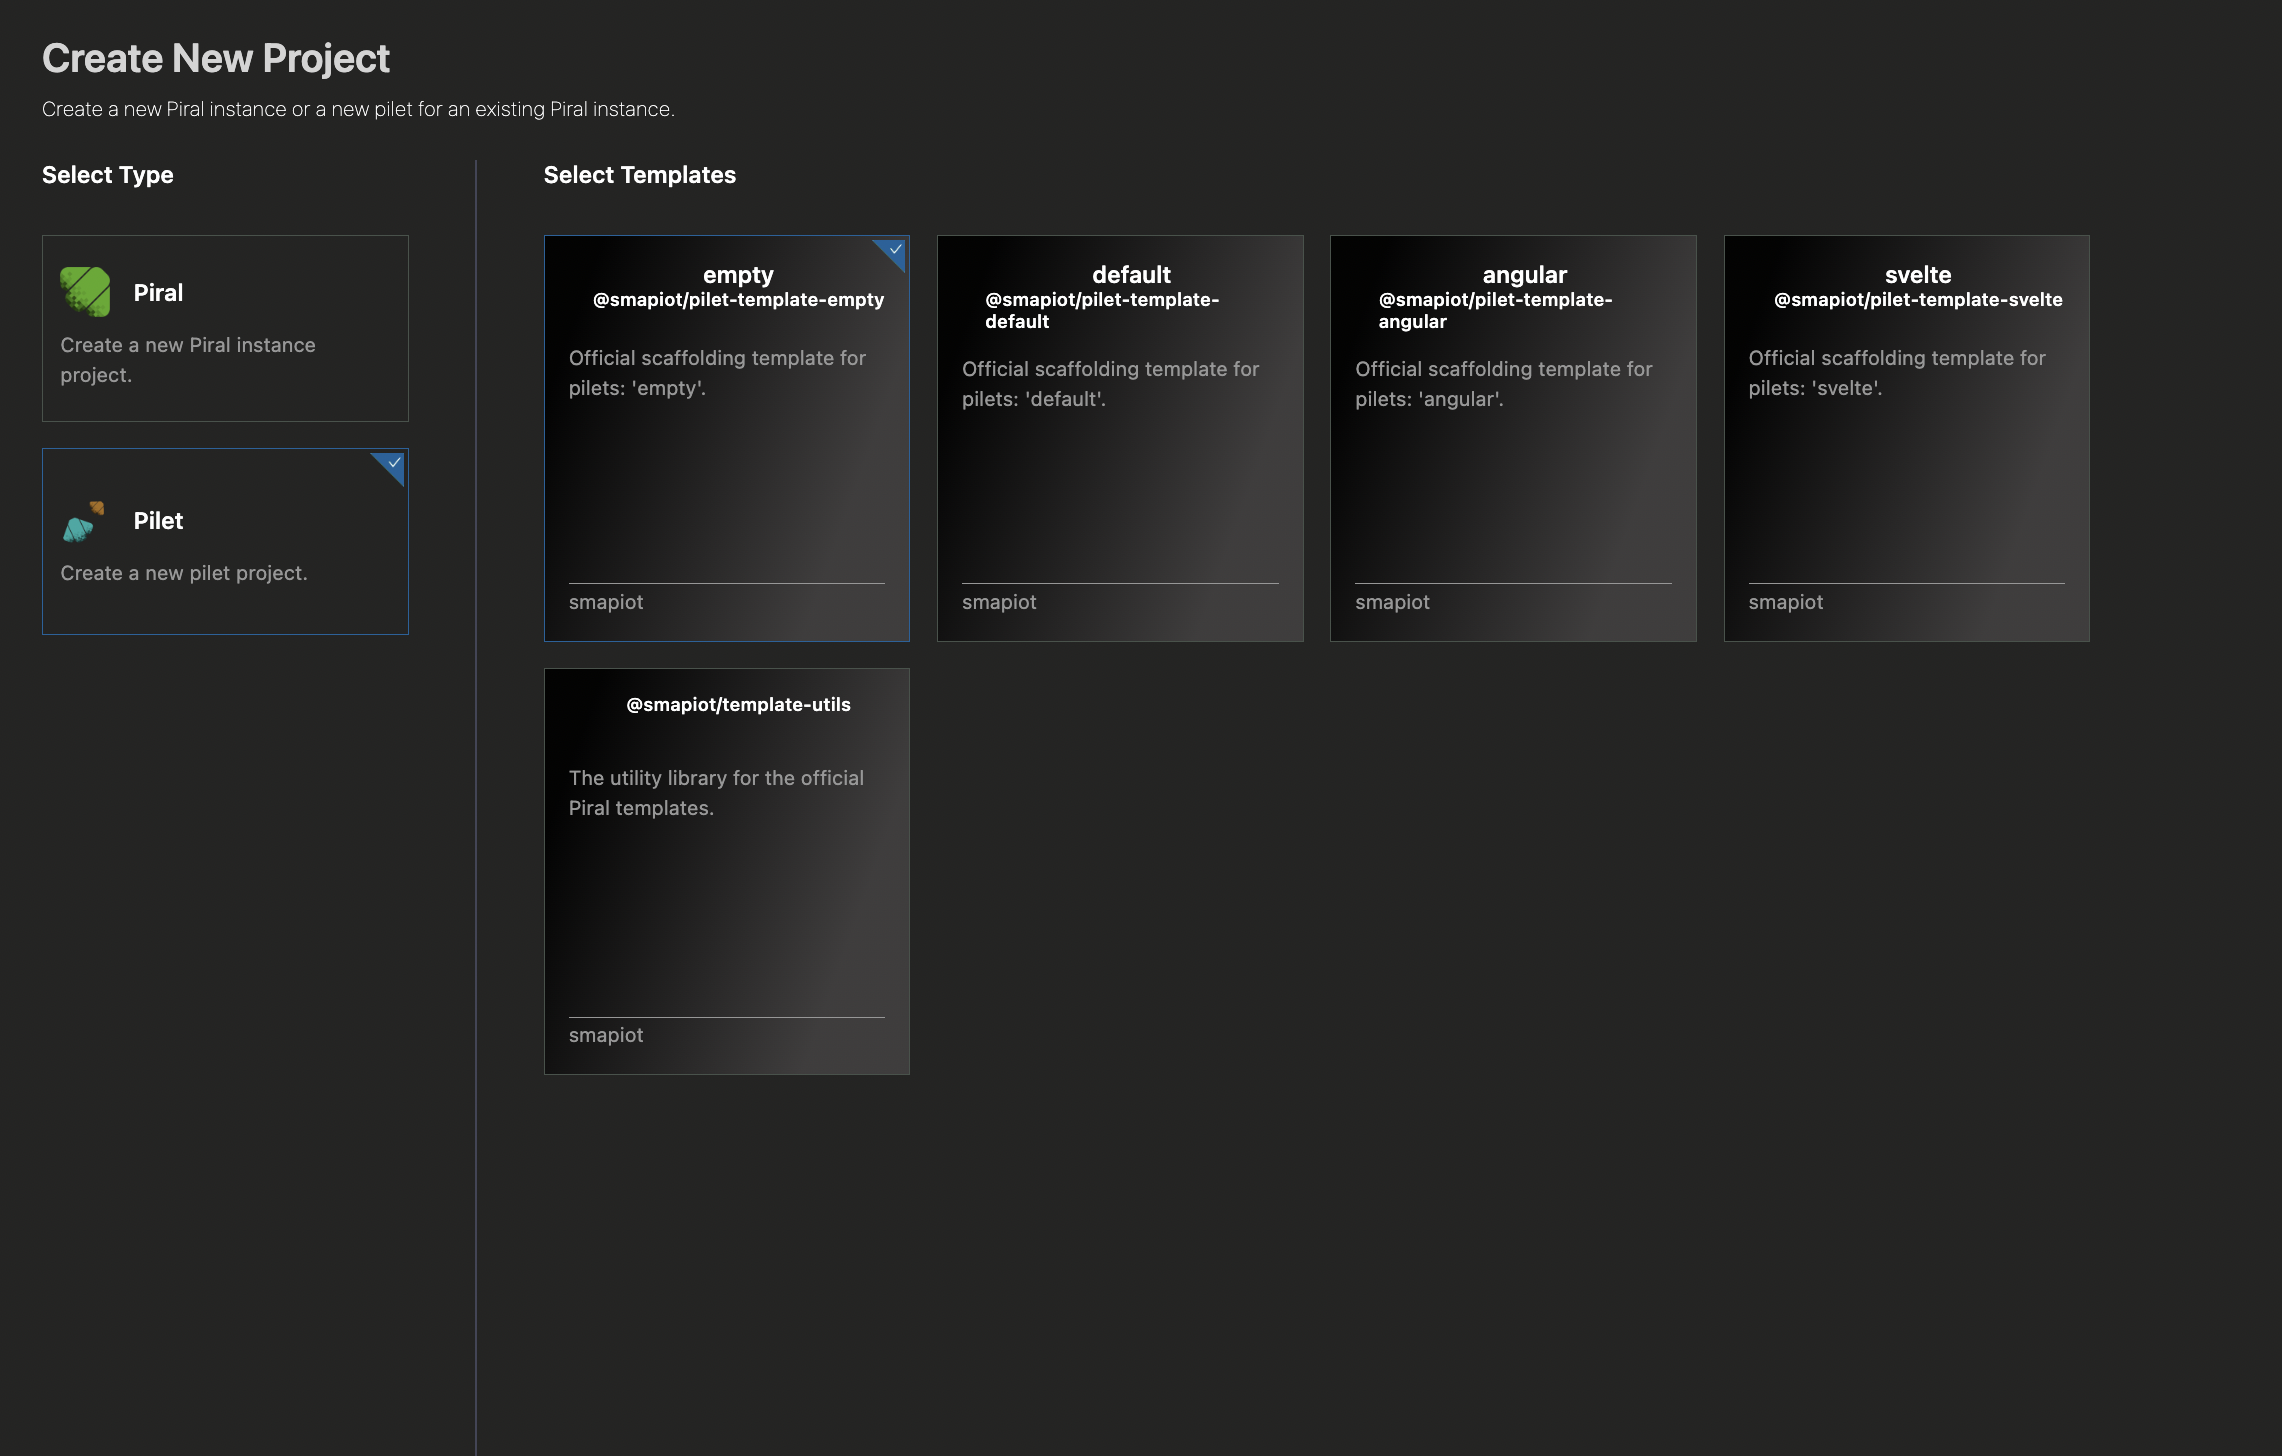 Create New Project
Create a new Piral instance or a new pilet for an existing Piral instance.
Select Type
Piral
Create a new Piral instance
project.
Pilet
Create a new pilet project.
Select Templates
empty
@smapiot/pilet-template-empty
Official scaffolding template for
pilets: 'empty'.
smapiot
default
@smapiot/pilet-template-
default
Official scaffolding template for
pilets: 'default'.
smapiot
angular
@smapiot/pilet-template-
angular
Official scaffolding template for
pilets: 'angular'.
smapiot
svelte
@smapiot/pilet-template-svelte
Official scaffolding template for
pilets: 'svelte'.
smapiot
@smapiot/template-utils
The utility library for the official
Piral templates.
smapiot